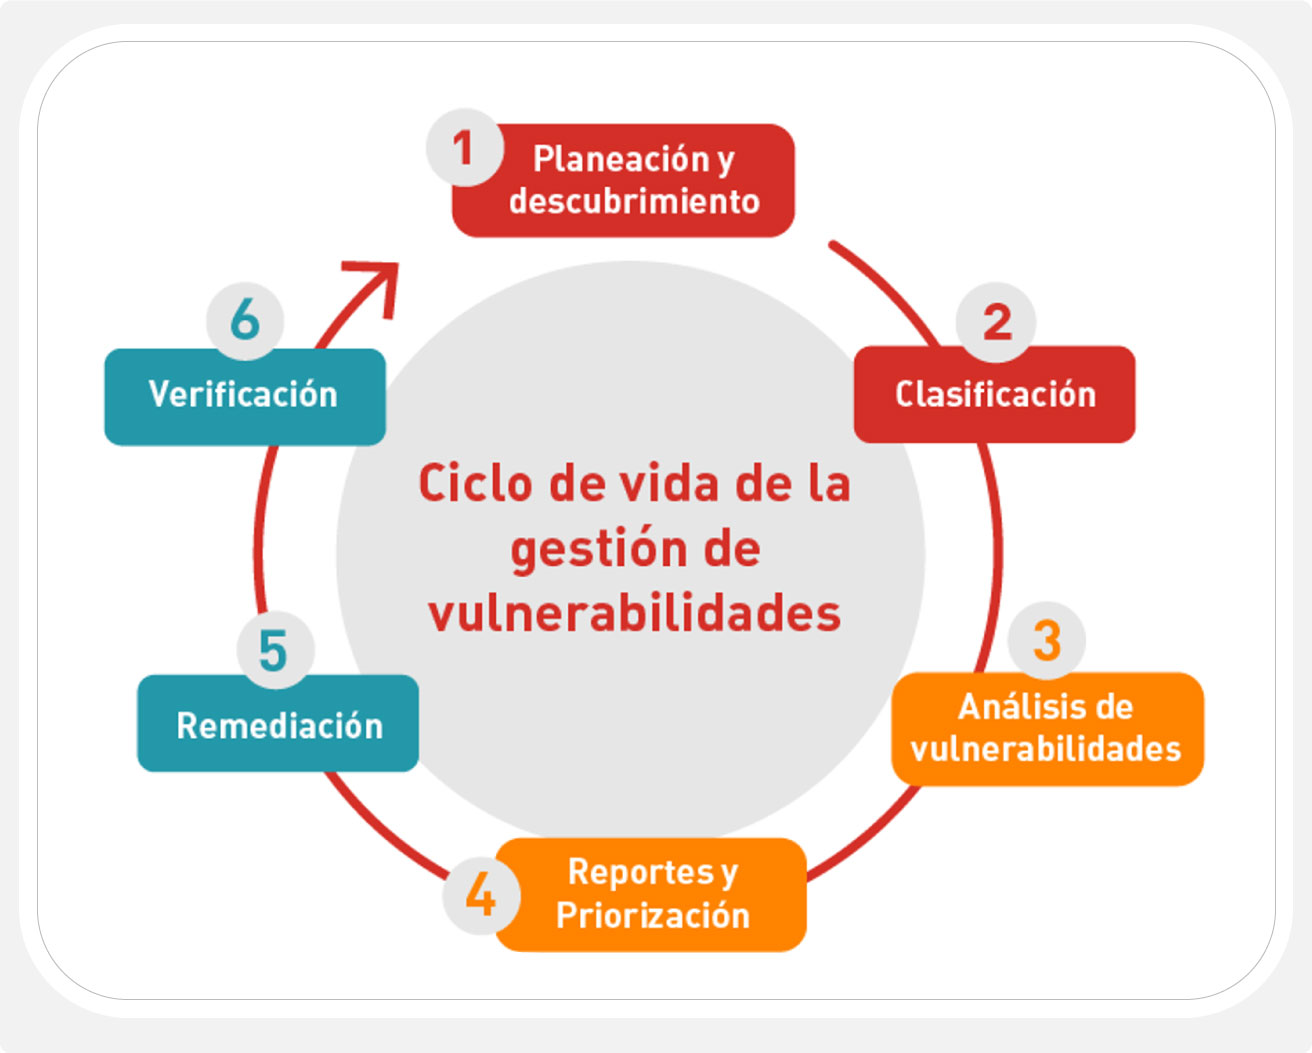 1
Planeación y
descubrimiento
2
Clasificación
3
Análisis de
vulnerabilidades
4
Reportes y
Priorización
5
Remediación
6
Verificación
Ciclo de vida de la
gestión de
vulnerabilidades